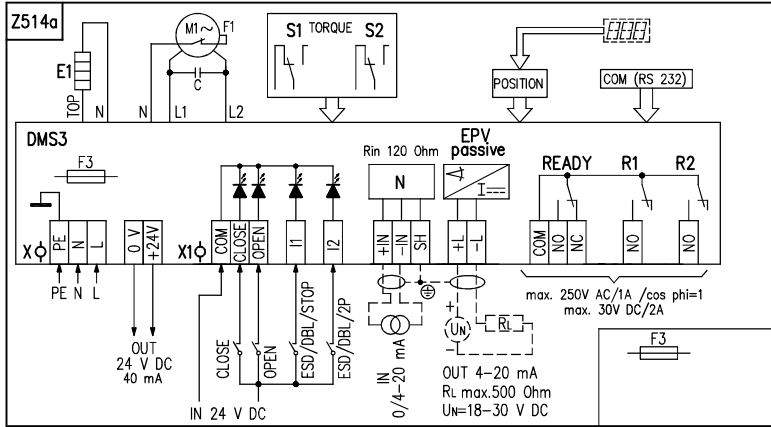 Z514a
E1
TOP
N
M1~
F1
C
N
L1
L2
S1 TORQUE S2
POSITION
COM (RS 232)
DMS3
F3
Rin 120 Ohm
N
EPV
passive
I
READY
R1
R2
X
PE
N
L
0 V
+24V
X1
COM
CLOSE
OPEN
I1
I2
+IN
-IN
SH
+L
-L
COM
NO
NC
NO
NO
PE N L
OUT
24 V DC
40 mA
CLOSE
OPEN
ESD/DBL/STOP
ESD/DBL/2P
IN 24 V DC
IN
0/4-20 mA
+
UN
-
RL
OUT 4-20 mA
RL max.500 Ohm
UN=18-30 V DC
max. 250V AC/1A /cos phi=1
max. 30V DC/2A
F3